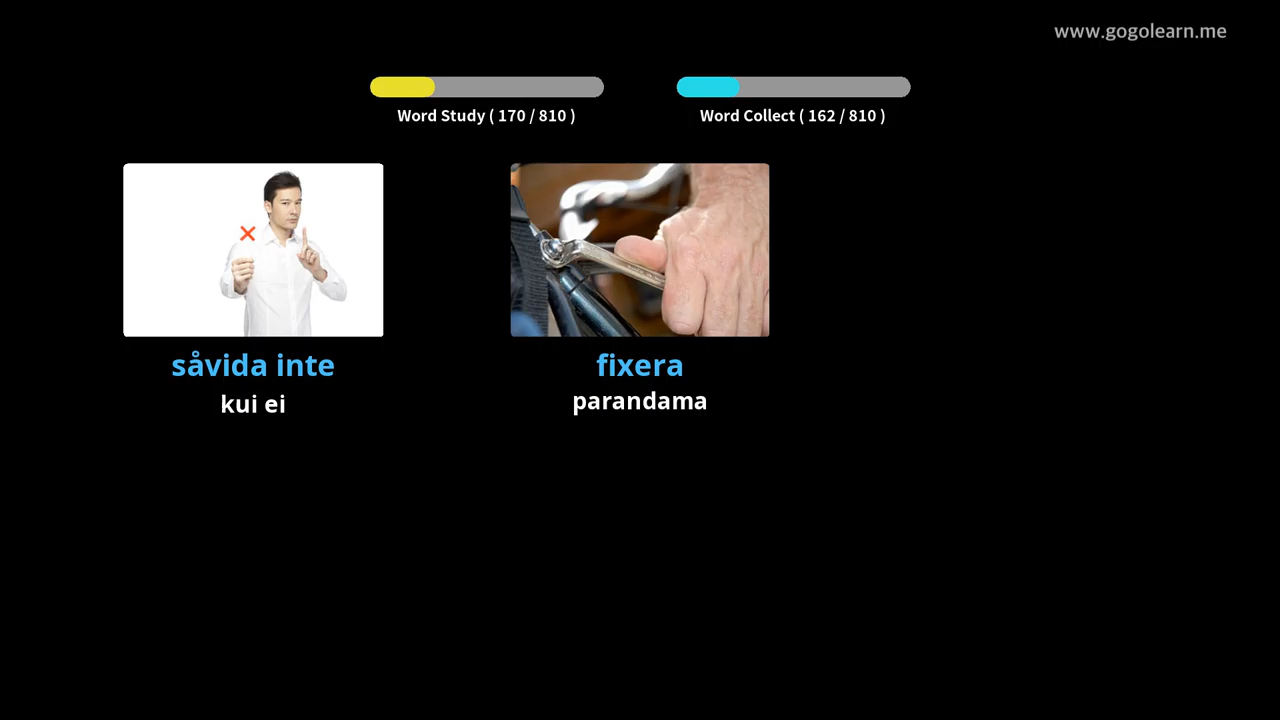 www.gogolearn.me
Word Study ( 170 / 810 )
Word Collect ( 162 / 810 )
såvida inte
kui ei
fixera
parandama